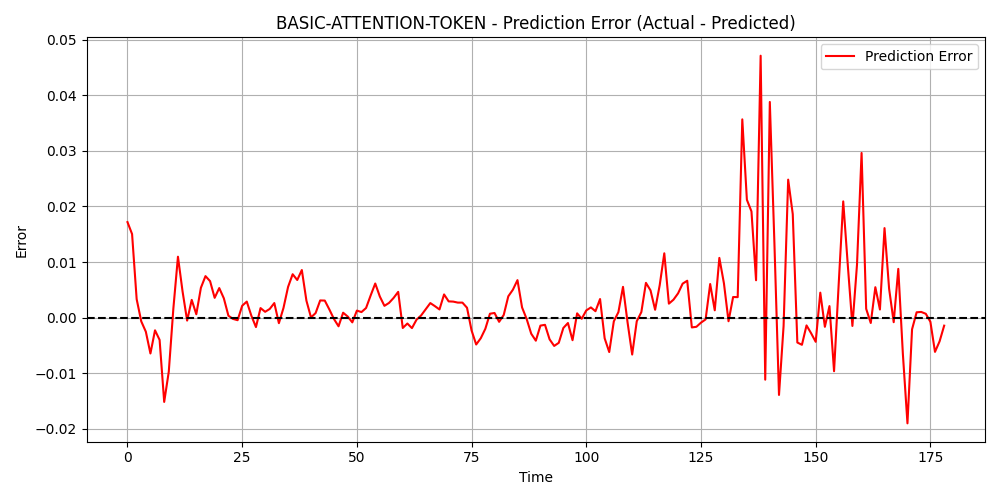 BASIC-ATTENTION-TOKEN - Prediction Error (Actual - Predicted)
Prediction Error
0.05
0.04
0.03
0.02
0.01
0.00
−0.01
−0.02
Error
0 25 50 75 100 125 150 175
Time